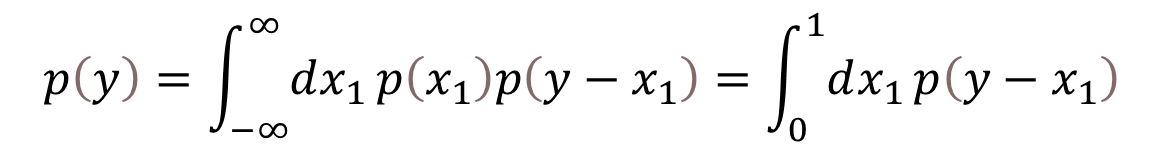 p(y) = ∫_{-∞}^{∞} dx₁ p(x₁)p(y − x₁) = ∫_{0}^{1} dx₁ p(y − x₁)